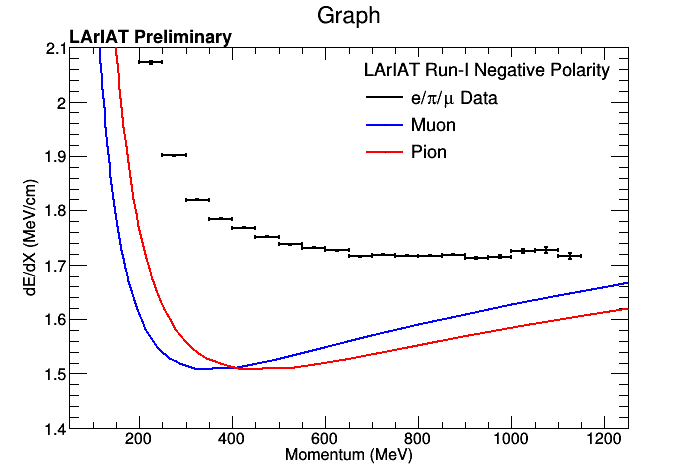 Graph
LArIAT Preliminary
LArIAT Run-I Negative Polarity
e/π/μ Data
Muon
Pion
dE/dX (MeV/cm)
2.1
2
1.9
1.8
1.7
1.6
1.5
1.4
200 400 600 800 1000 1200
Momentum (MeV)